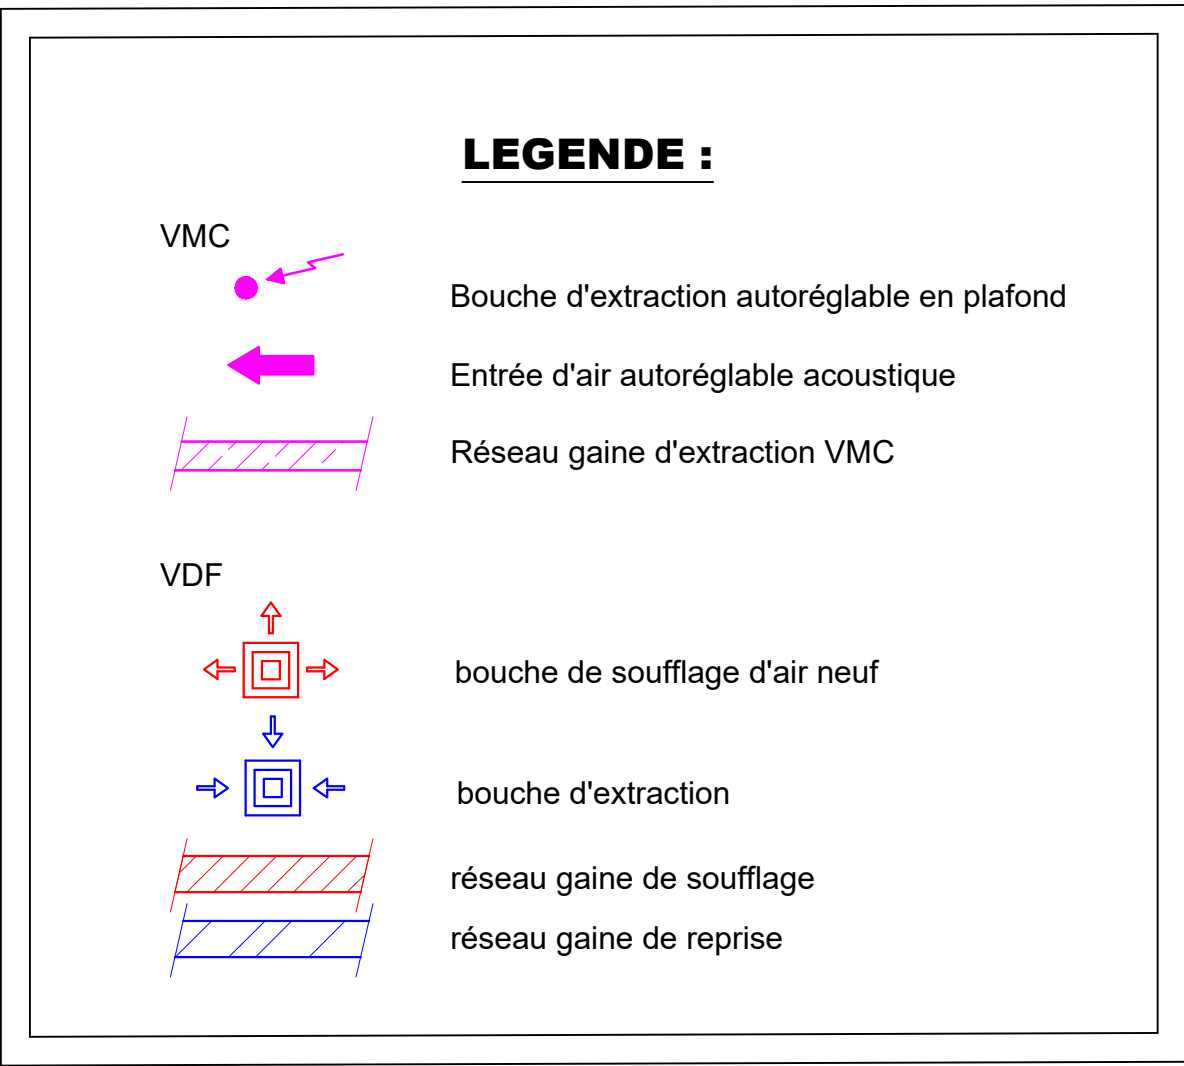 LEGENDE :
VMC
Bouche d'extraction autoréglable en plafond
Entrée d'air autoréglable acoustique
Réseau gaine d'extraction VMC
VDF
bouche de soufflage d'air neuf
bouche d'extraction
réseau gaine de soufflage
réseau gaine de reprise